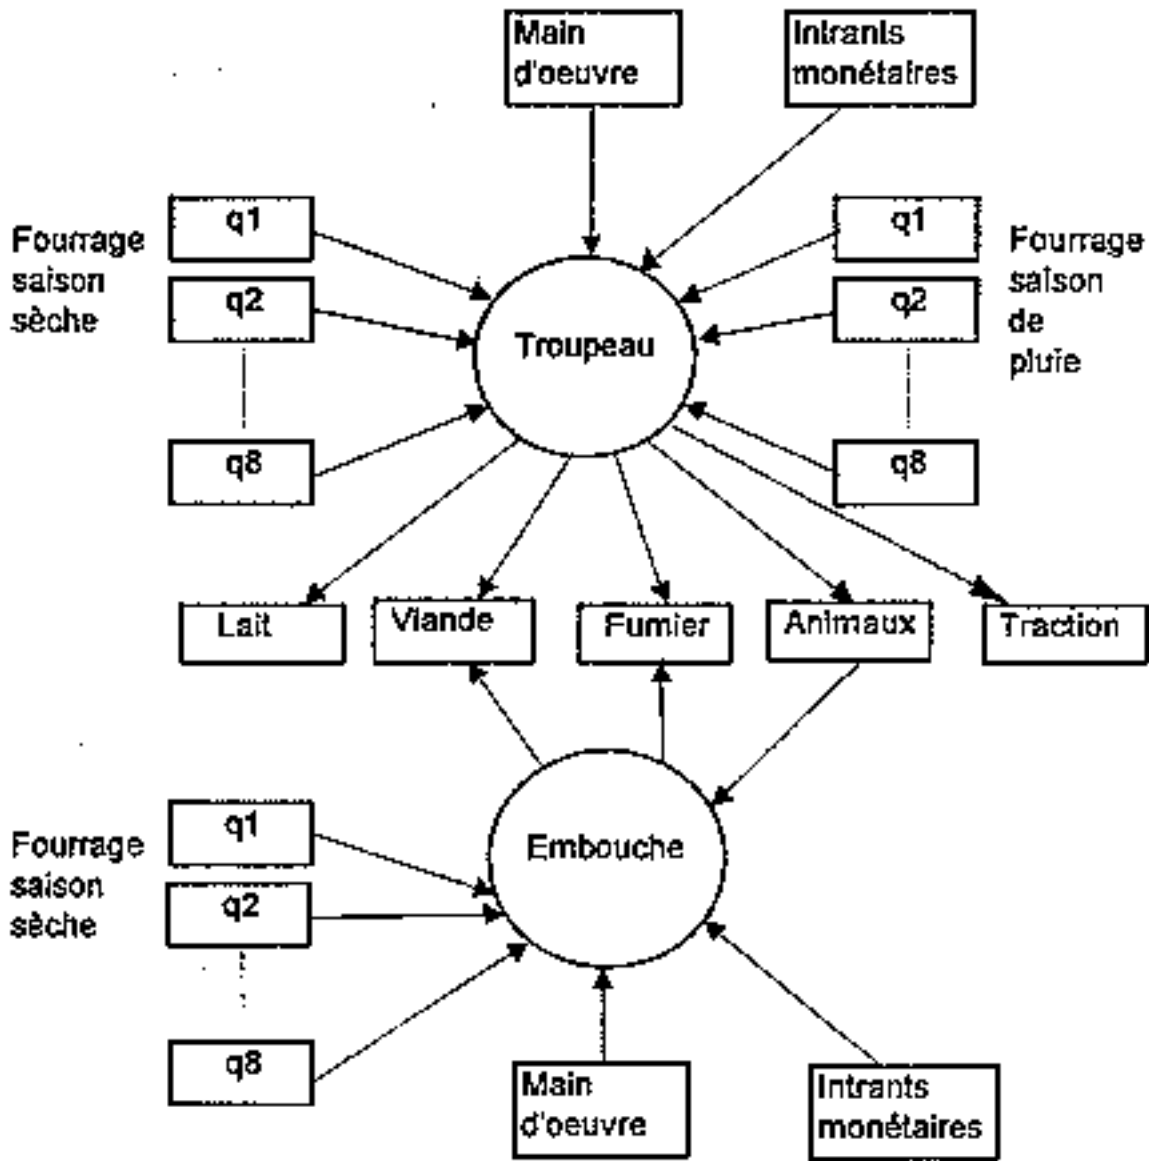 Main
d'oeuvre
Intrants
monétaires
Fourrage
saison
sèche
q1
q2
q8
q1
q2
q8
Fourrage
saison
de
pluie
Troupeau
Lait
Viande
Fumier
Animaux
Traction
Fourrage
saison
sèche
q1
q2
q8
Embouche
Main
d'oeuvre
Intrants
monétaires